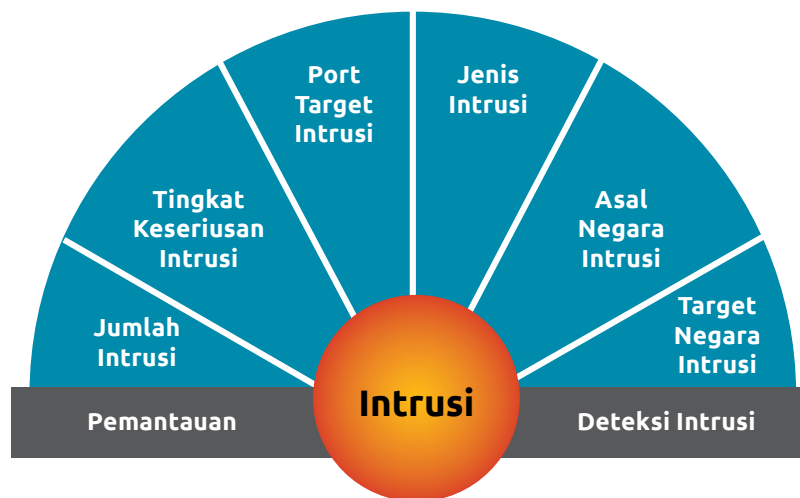 Port
Target
Intrusi
Jenis
Intrusi
Tingkat
Keseriusan
Intrusi
Asal
Negara
Intrusi
Jumlah
Intrusi
Target
Negara
Intrusi
Intrusi
Pemantauan
Deteksi Intrusi